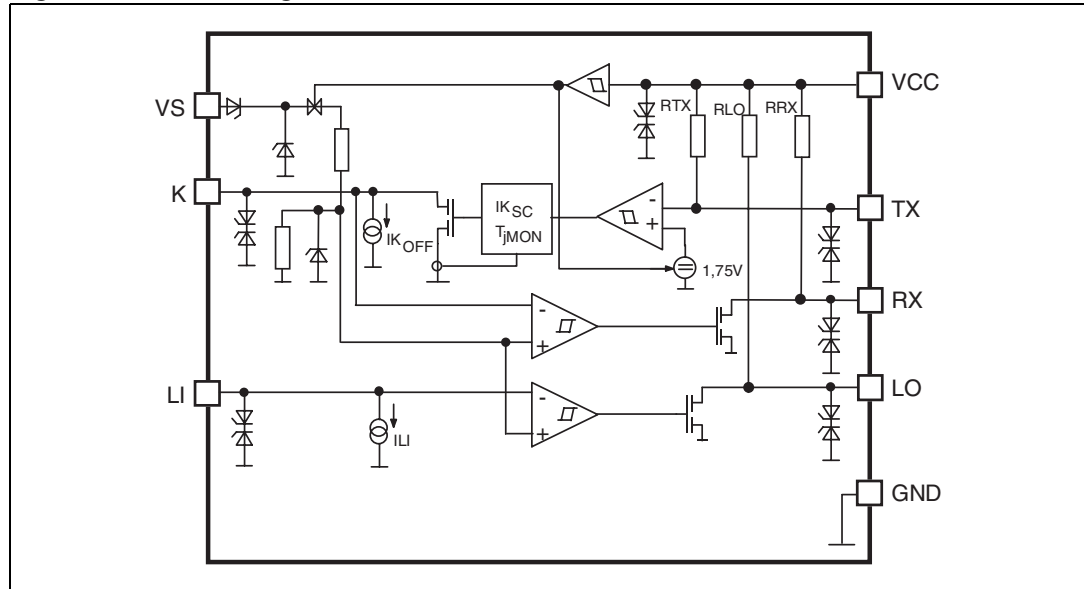 VCC
RTX
RLO
RRX
VS
K
IKSC
TjMON
-
+
TX
IKOFF
1,75V
-
+
RX
LI
-
+
LO
ILI
GND